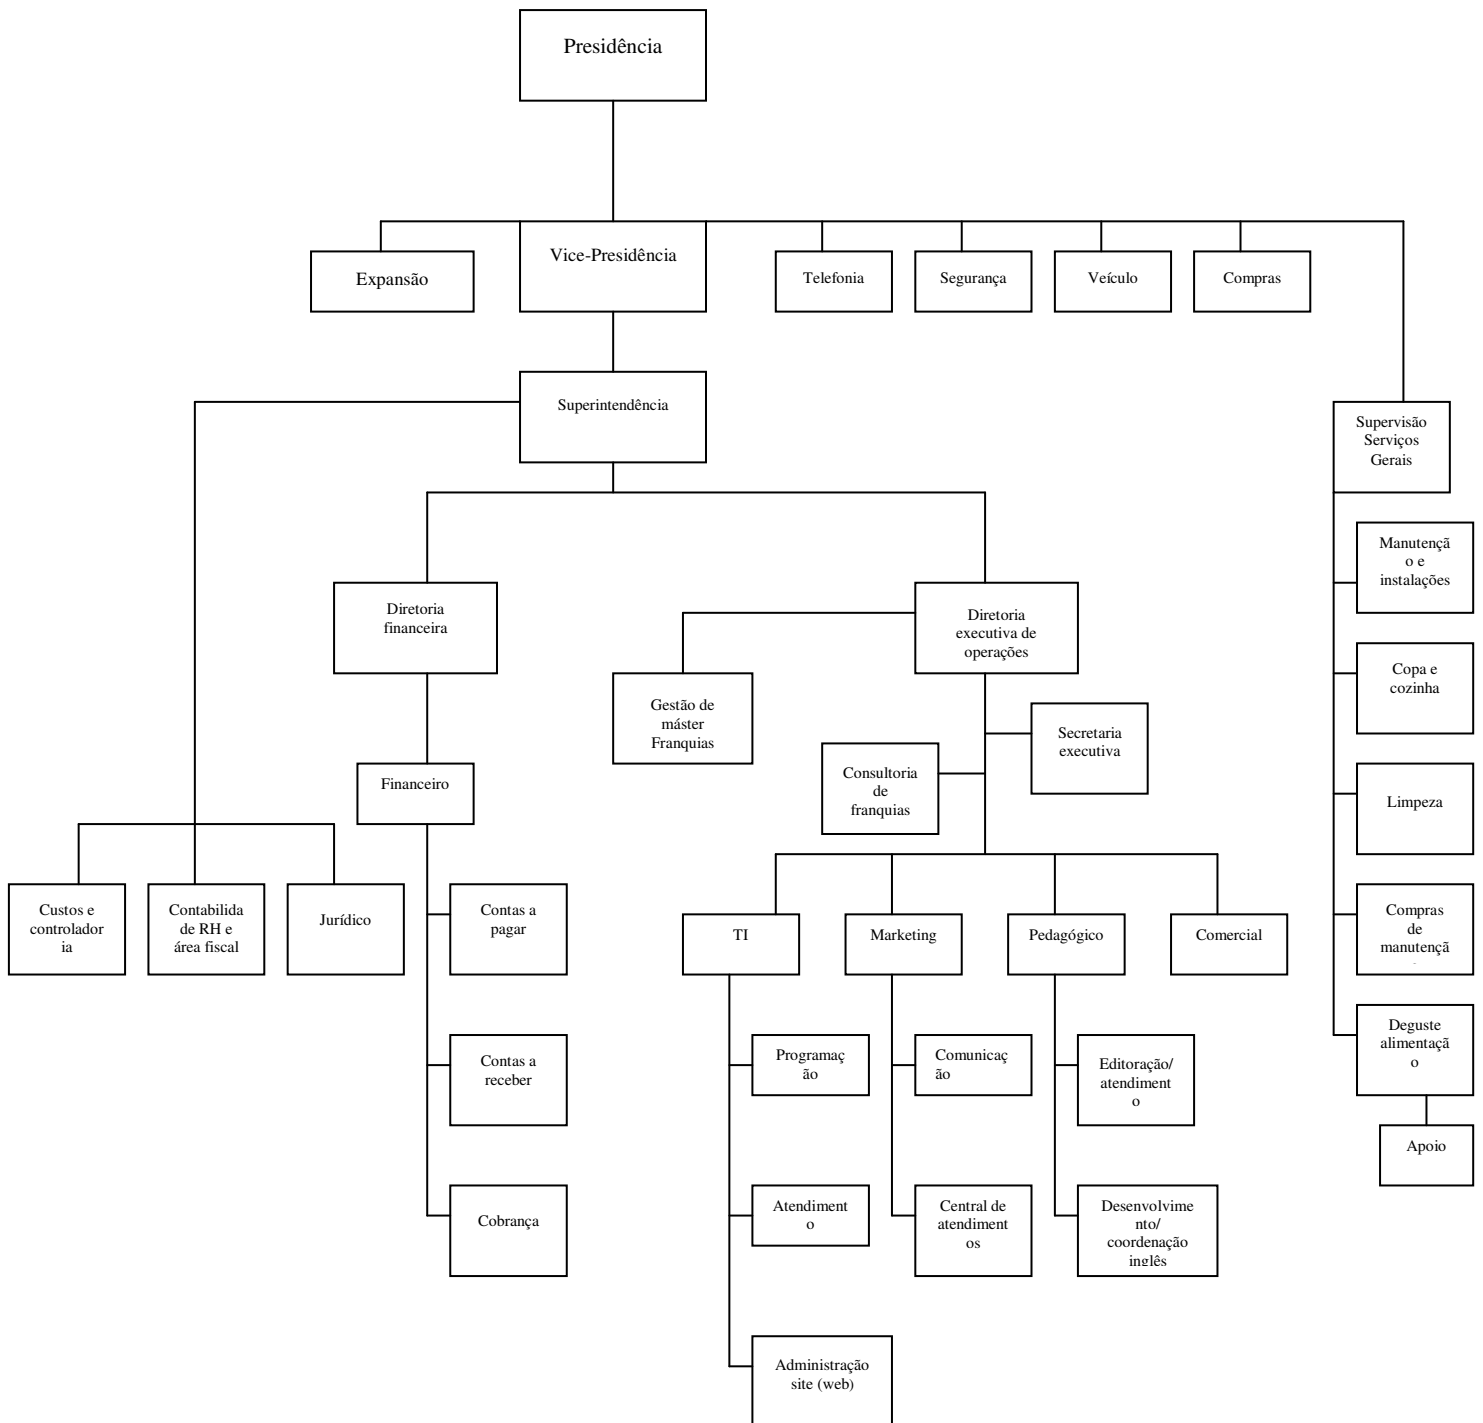 Presidência
Expansão
Vice-Presidência
Telefonia
Segurança
Veículo
Compras
Superintendência
Supervisão
Serviços
Gerais
Diretoria
financeira
Diretoria
executiva de
operações
Manutençã
o e
instalações
Gestão de
máster
Franquias
Secretaria
executiva
Copa e
cozinha
Consultoria
de
franquias
Financeiro
Limpeza
Custos e
controlador
ia
Contabilida
de RH e
área fiscal
Jurídico
Contas a
pagar
TI
Marketing
Pedagógico
Comercial
Compras
de
manutençã
Contas a
receber
Programaç
ão
Comunicaç
ão
Editoração/
atendiment
o
Deguste
alimentaçã
o
Apoio
Cobrança
Atendiment
o
Central de
atendiment
os
Desenvolvime
nto/
coordenação
inglês
Administração
site (web)